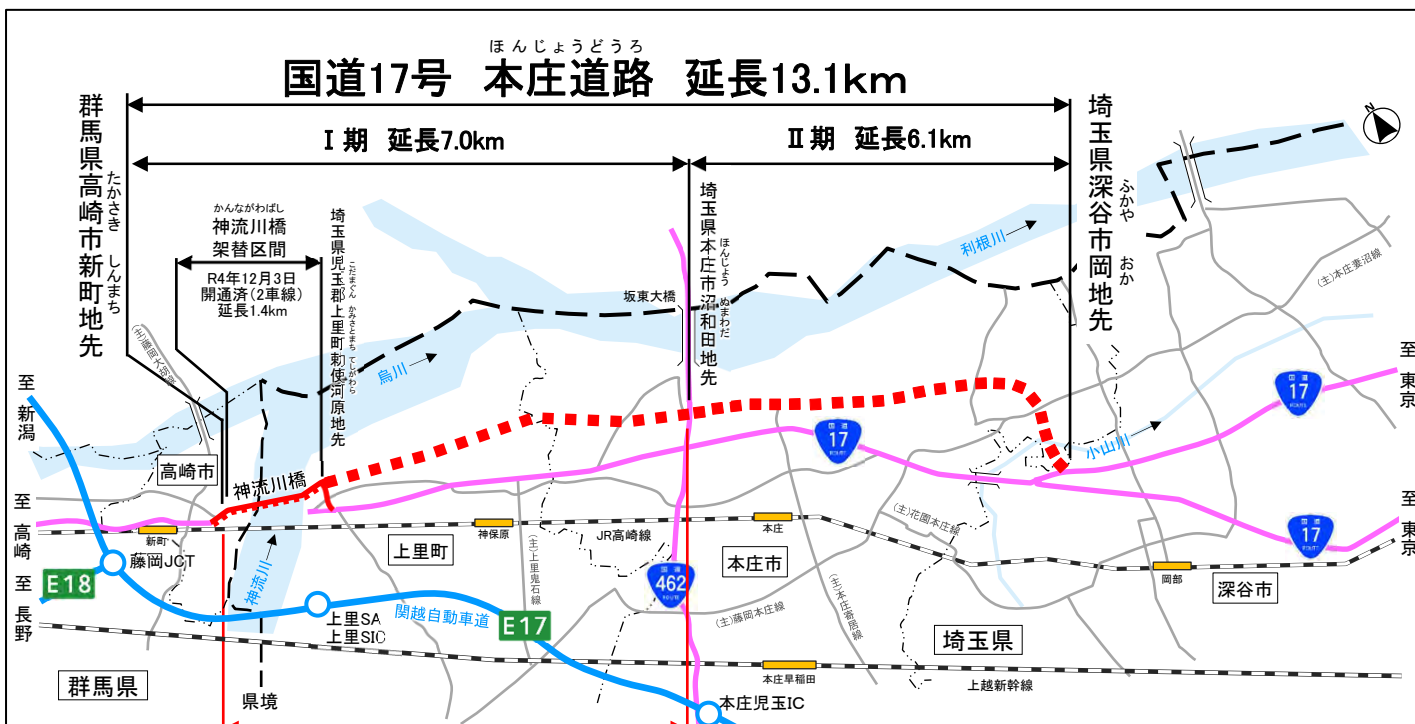 ほんじょうどうろ
国道17号 本庄道路 延長13.1km
Ⅰ期 延長7.0km
Ⅱ期 延長6.1km
群馬県高崎市新町地先
たかさき しんまち
かんながわばし
神流川橋
架替区間
R4年12月3日
開通済(2車線)
延長1.4km
埼玉県児玉郡上里町勅使河原地先
こだまぐん かみさとまち てしがわら
埼玉県本庄市沼和田地先
ほんじょう ぬまわだ
埼玉県深谷市岡地先
ふかや おか
N
(主)藤岡大胡線
坂東大橋
利根川
烏川
(主)本庄妻沼線
至 新潟
至 東京
国道
17
国道
17
小山川
高崎市
神流川橋
至 高崎
新町
神保原
JR高崎線
本庄
(主)花園本庄線
至 東京
国道
17
藤岡JCT
上里町
(主)上里鬼石線
本庄市
岡部
深谷市
至 長野
E18
神流川
上里SA
上里SIC
関越自動車道
E17
国道
462
(主)藤岡本庄線
(主)本庄寄居線
埼玉県
群馬県
県境
本庄早稲田
上越新幹線
本庄児玉IC